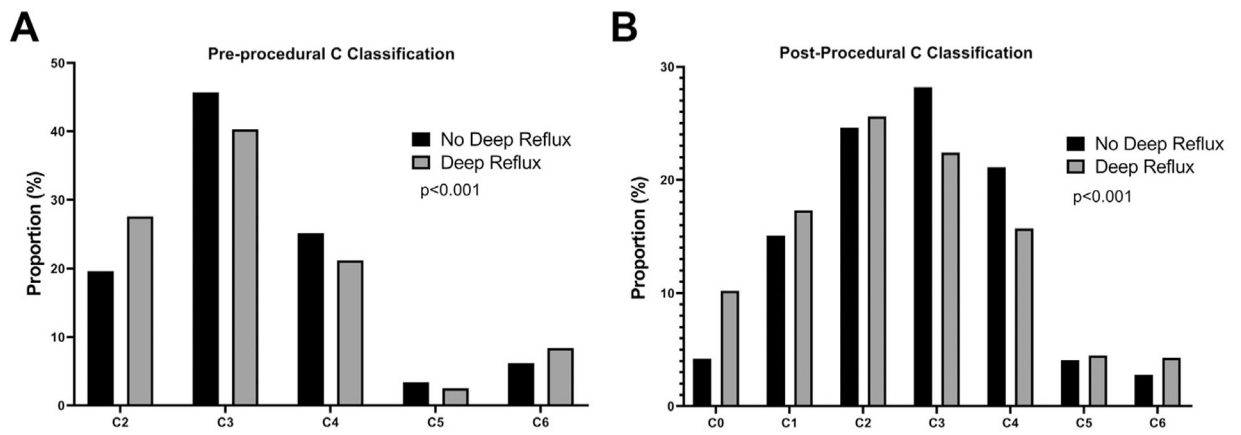 A
Pre-procedural C Classification
Proportion (%)
50
40
30
20
10
0
No Deep Reflux
Deep Reflux
p<0.001
C2 C3 C4 C5 C6
B
Post-Procedural C Classification
Proportion (%)
30
20
10
0
No Deep Reflux
Deep Reflux
p<0.001
C0 C1 C2 C3 C4 C5 C6